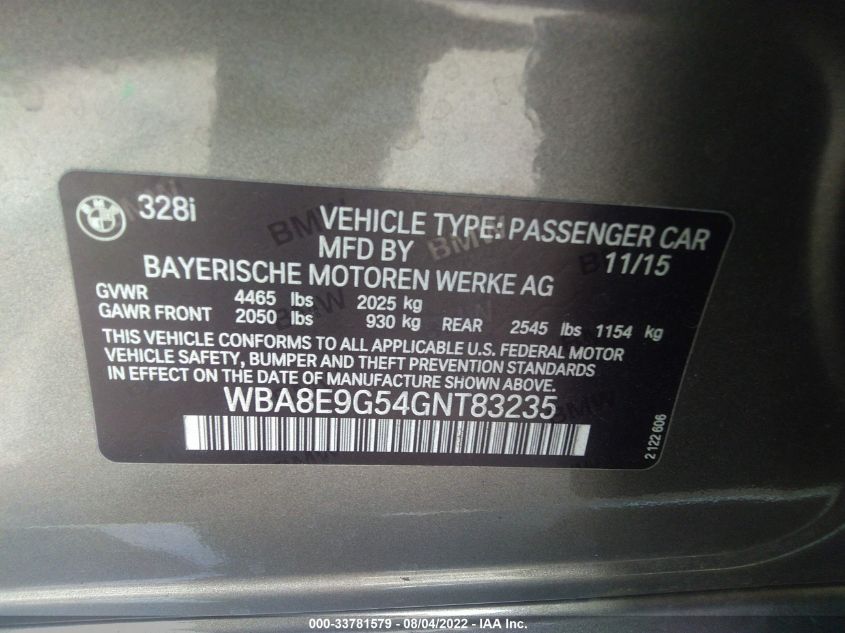 328i VEHICLE TYPE: PASSENGER CAR
MFD BY 11/15
BAYERISCHE MOTOREN WERKE AG
GVWR 4465 lbs 2025 kg
GAWR FRONT 2050 lbs 930 kg REAR 2545 lbs 1154 kg
THIS VEHICLE CONFORMS TO ALL APPLICABLE U.S. FEDERAL MOTOR
VEHICLE SAFETY, BUMPER AND THEFT PREVENTION STANDARDS
IN EFFECT ON DATE OF MANUFACTURE SHOWN ABOVE.
WBA8E9G54GNT83235
2 122 606
000-33781579 - 08/04/2022 - IAA Inc.